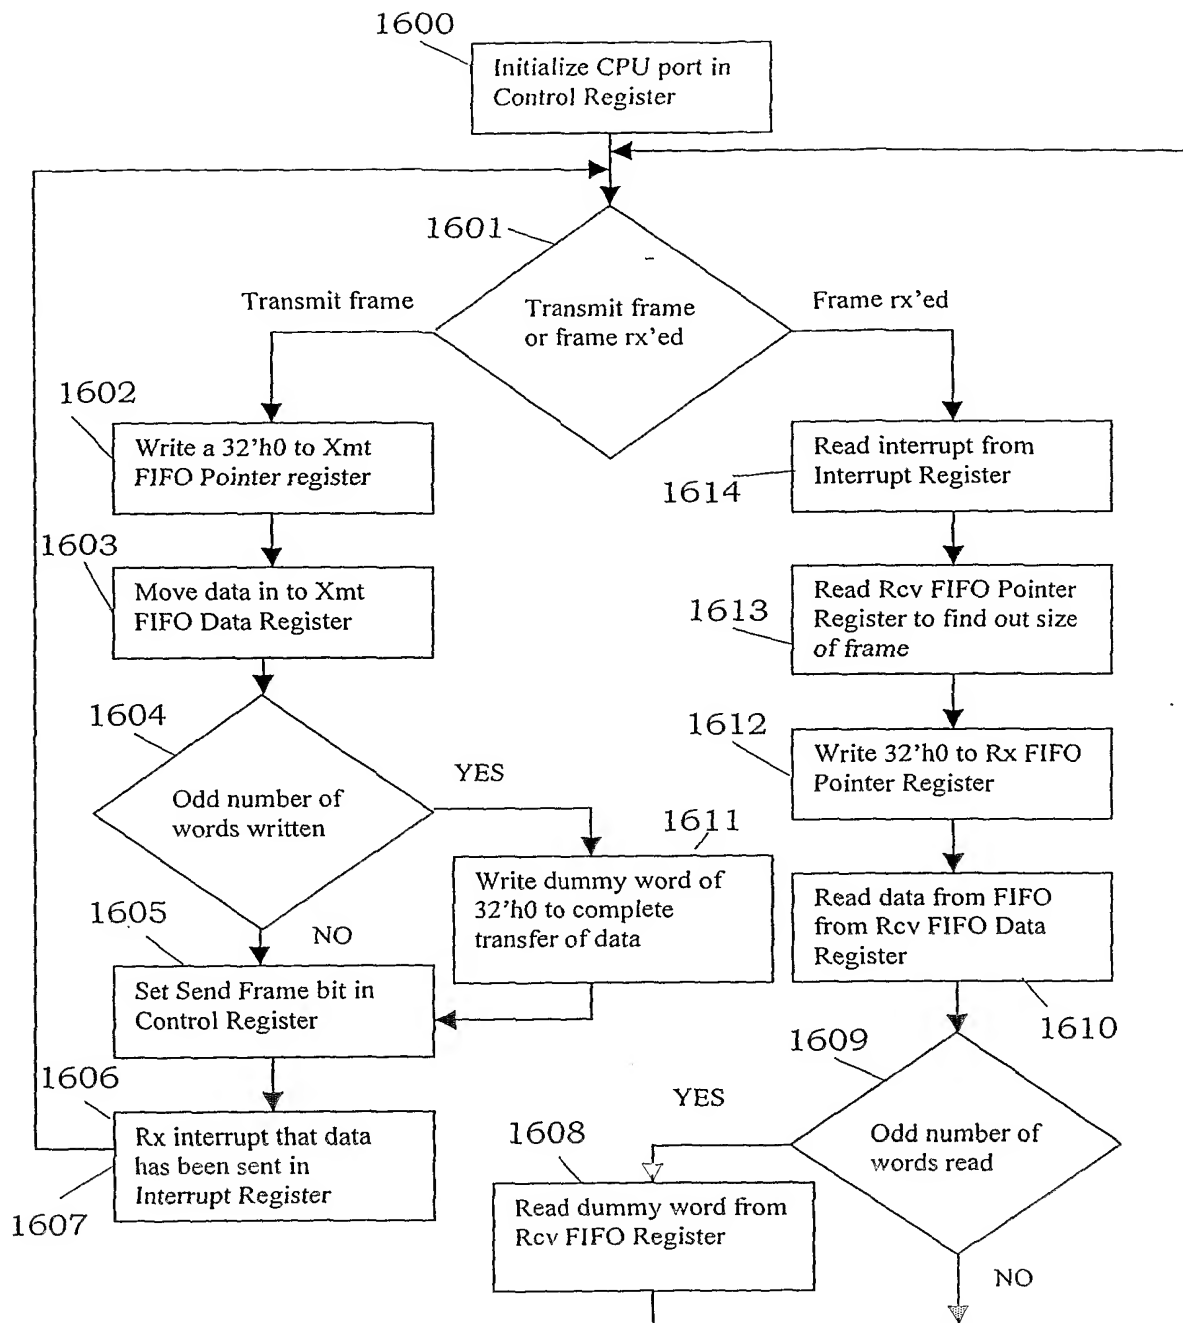 1600
Initialize CPU port in
Control Register
1601
Transmit frame
Frame rx'ed
Transmit frame
or frame rx'ed
1602
Write a 32'h0 to Xmt
FIFO Pointer register
Read interrupt from
Interrupt Register
1614
1603
Move data in to Xmt
FIFO Data Register
Read Rcv FIFO Pointer
Register to find out size
of frame
1613
1604
Odd number of
words written
YES
NO
1612
Write 32'h0 to Rx FIFO
Pointer Register
1611
Write dummy word of
32'h0 to complete
transfer of data
Read data from FIFO
from Rcv FIFO Data
Register
1610
1605
Set Send Frame bit in
Control Register
1609
Odd number of
words read
YES
NO
1606
Rx interrupt that data
has been sent in
Interrupt Register
1607
1608
Read dummy word from
Rcv FIFO Register